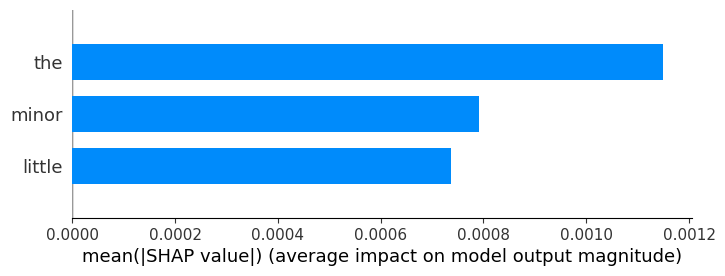 the
minor
little
0.0000 0.0002 0.0004 0.0006 0.0008 0.0010 0.0012
mean(|SHAP value|) (average impact on model output magnitude)